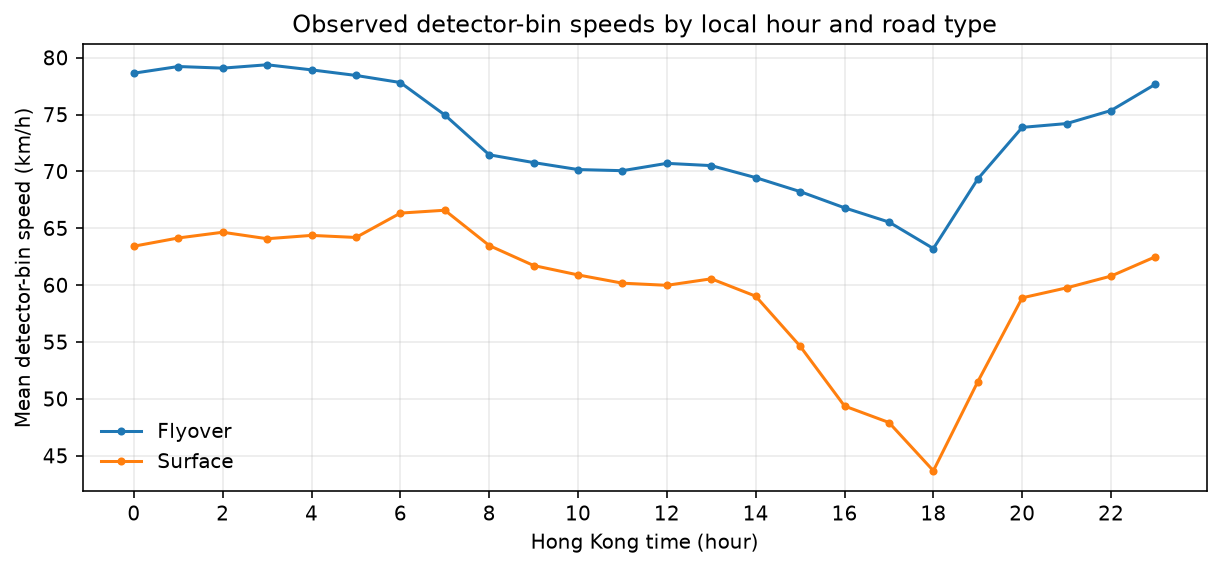 Observed detector-bin speeds by local hour and road type
Mean detector-bin speed (km/h)
80
75
70
65
60
55
50
45
Flyover
Surface
0 2 4 6 8 10 12 14 16 18 20 22
Hong Kong time (hour)